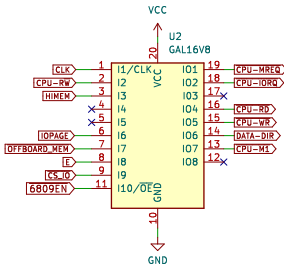 VCC
U2
GAL16V8
20
VCC
CLK 1 I1/CLK IO1 19 CPU-MREQ
CPU-RW 2 I2 IO2 18 CPU-IORQ
HIMEM 3 I3 IO3 17
4 I4 IO4 16 CPU-RD
5 I5 IO5 15 CPU-WR
IOPAGE 6 I6 IO6 14 DATA-DIR
OFFBOARD_MEM 7 I7 IO7 13 CPU-M1
E 8 I8 IO8 12
CS_IO 9 I9
6809EN 11 I10/OE
GND
10
GND